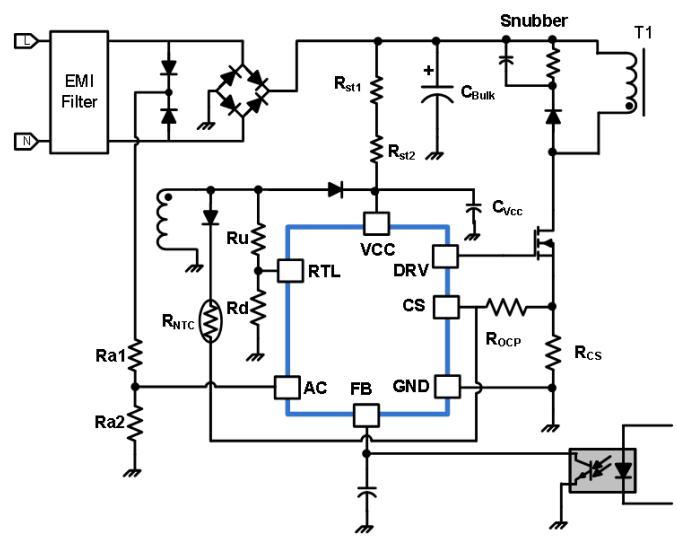 Snubber
T1
L
EMI
Filter
+
Rst1
CBulk
N
Rst2
CVcc
VCC
Ru
DRV
RTL
CS
Rd
RNTC
ROCP
RCS
Ra1
AC
FB
GND
Ra2